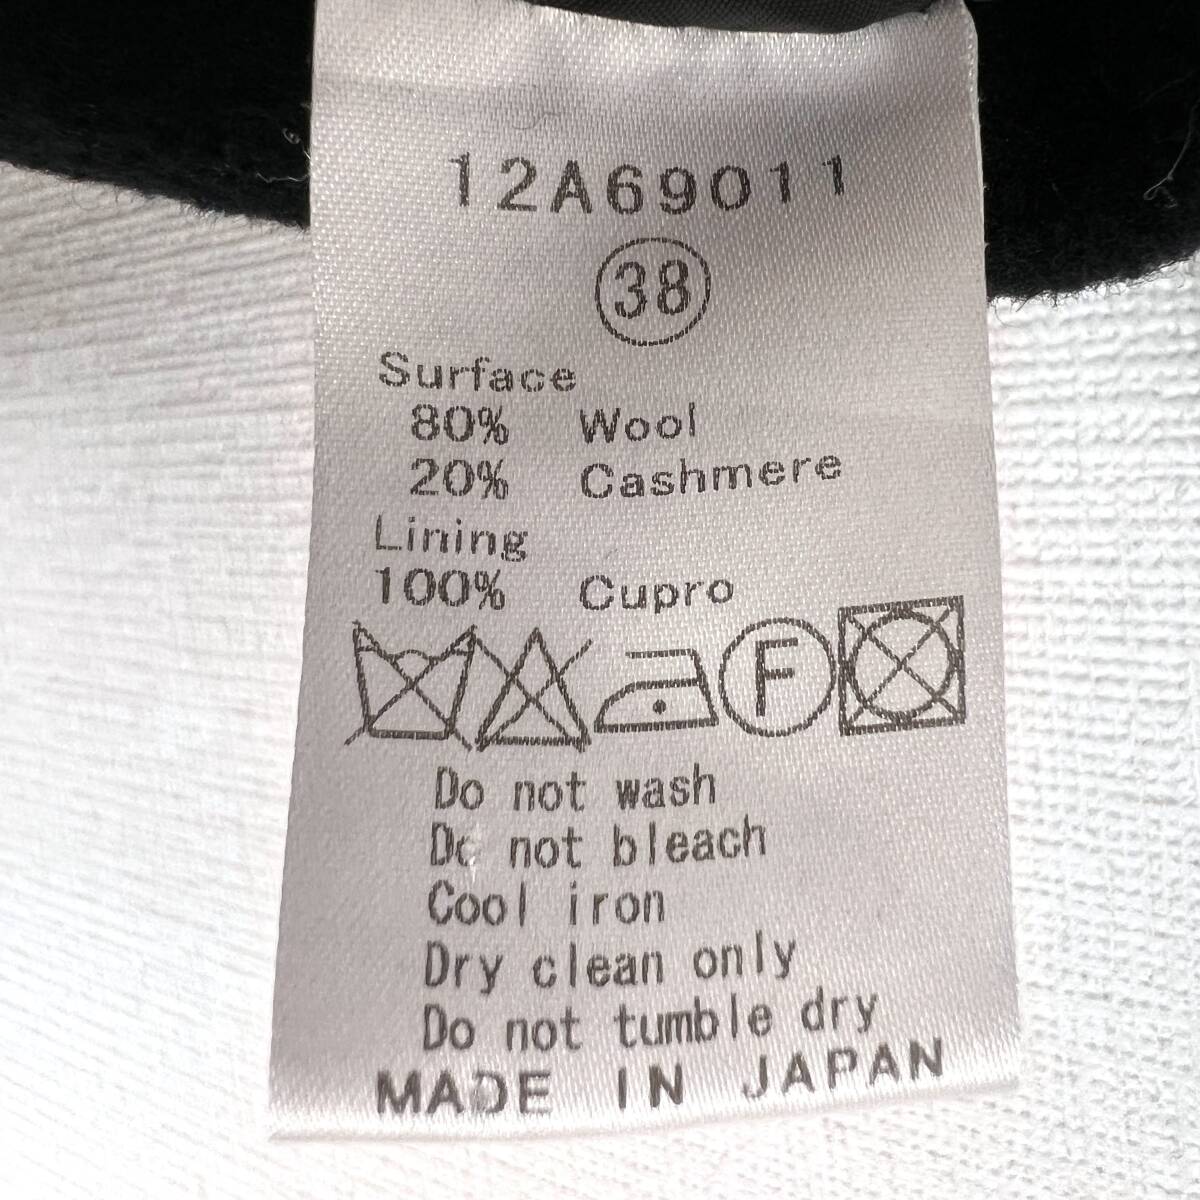 12A69011
38
Surface
80% Wool
20% Cashmere
Lining
100% Cupro
F
Do not wash
Do not bleach
Cool iron
Dry clean only
Do not tumble dry
MADE IN JAPAN